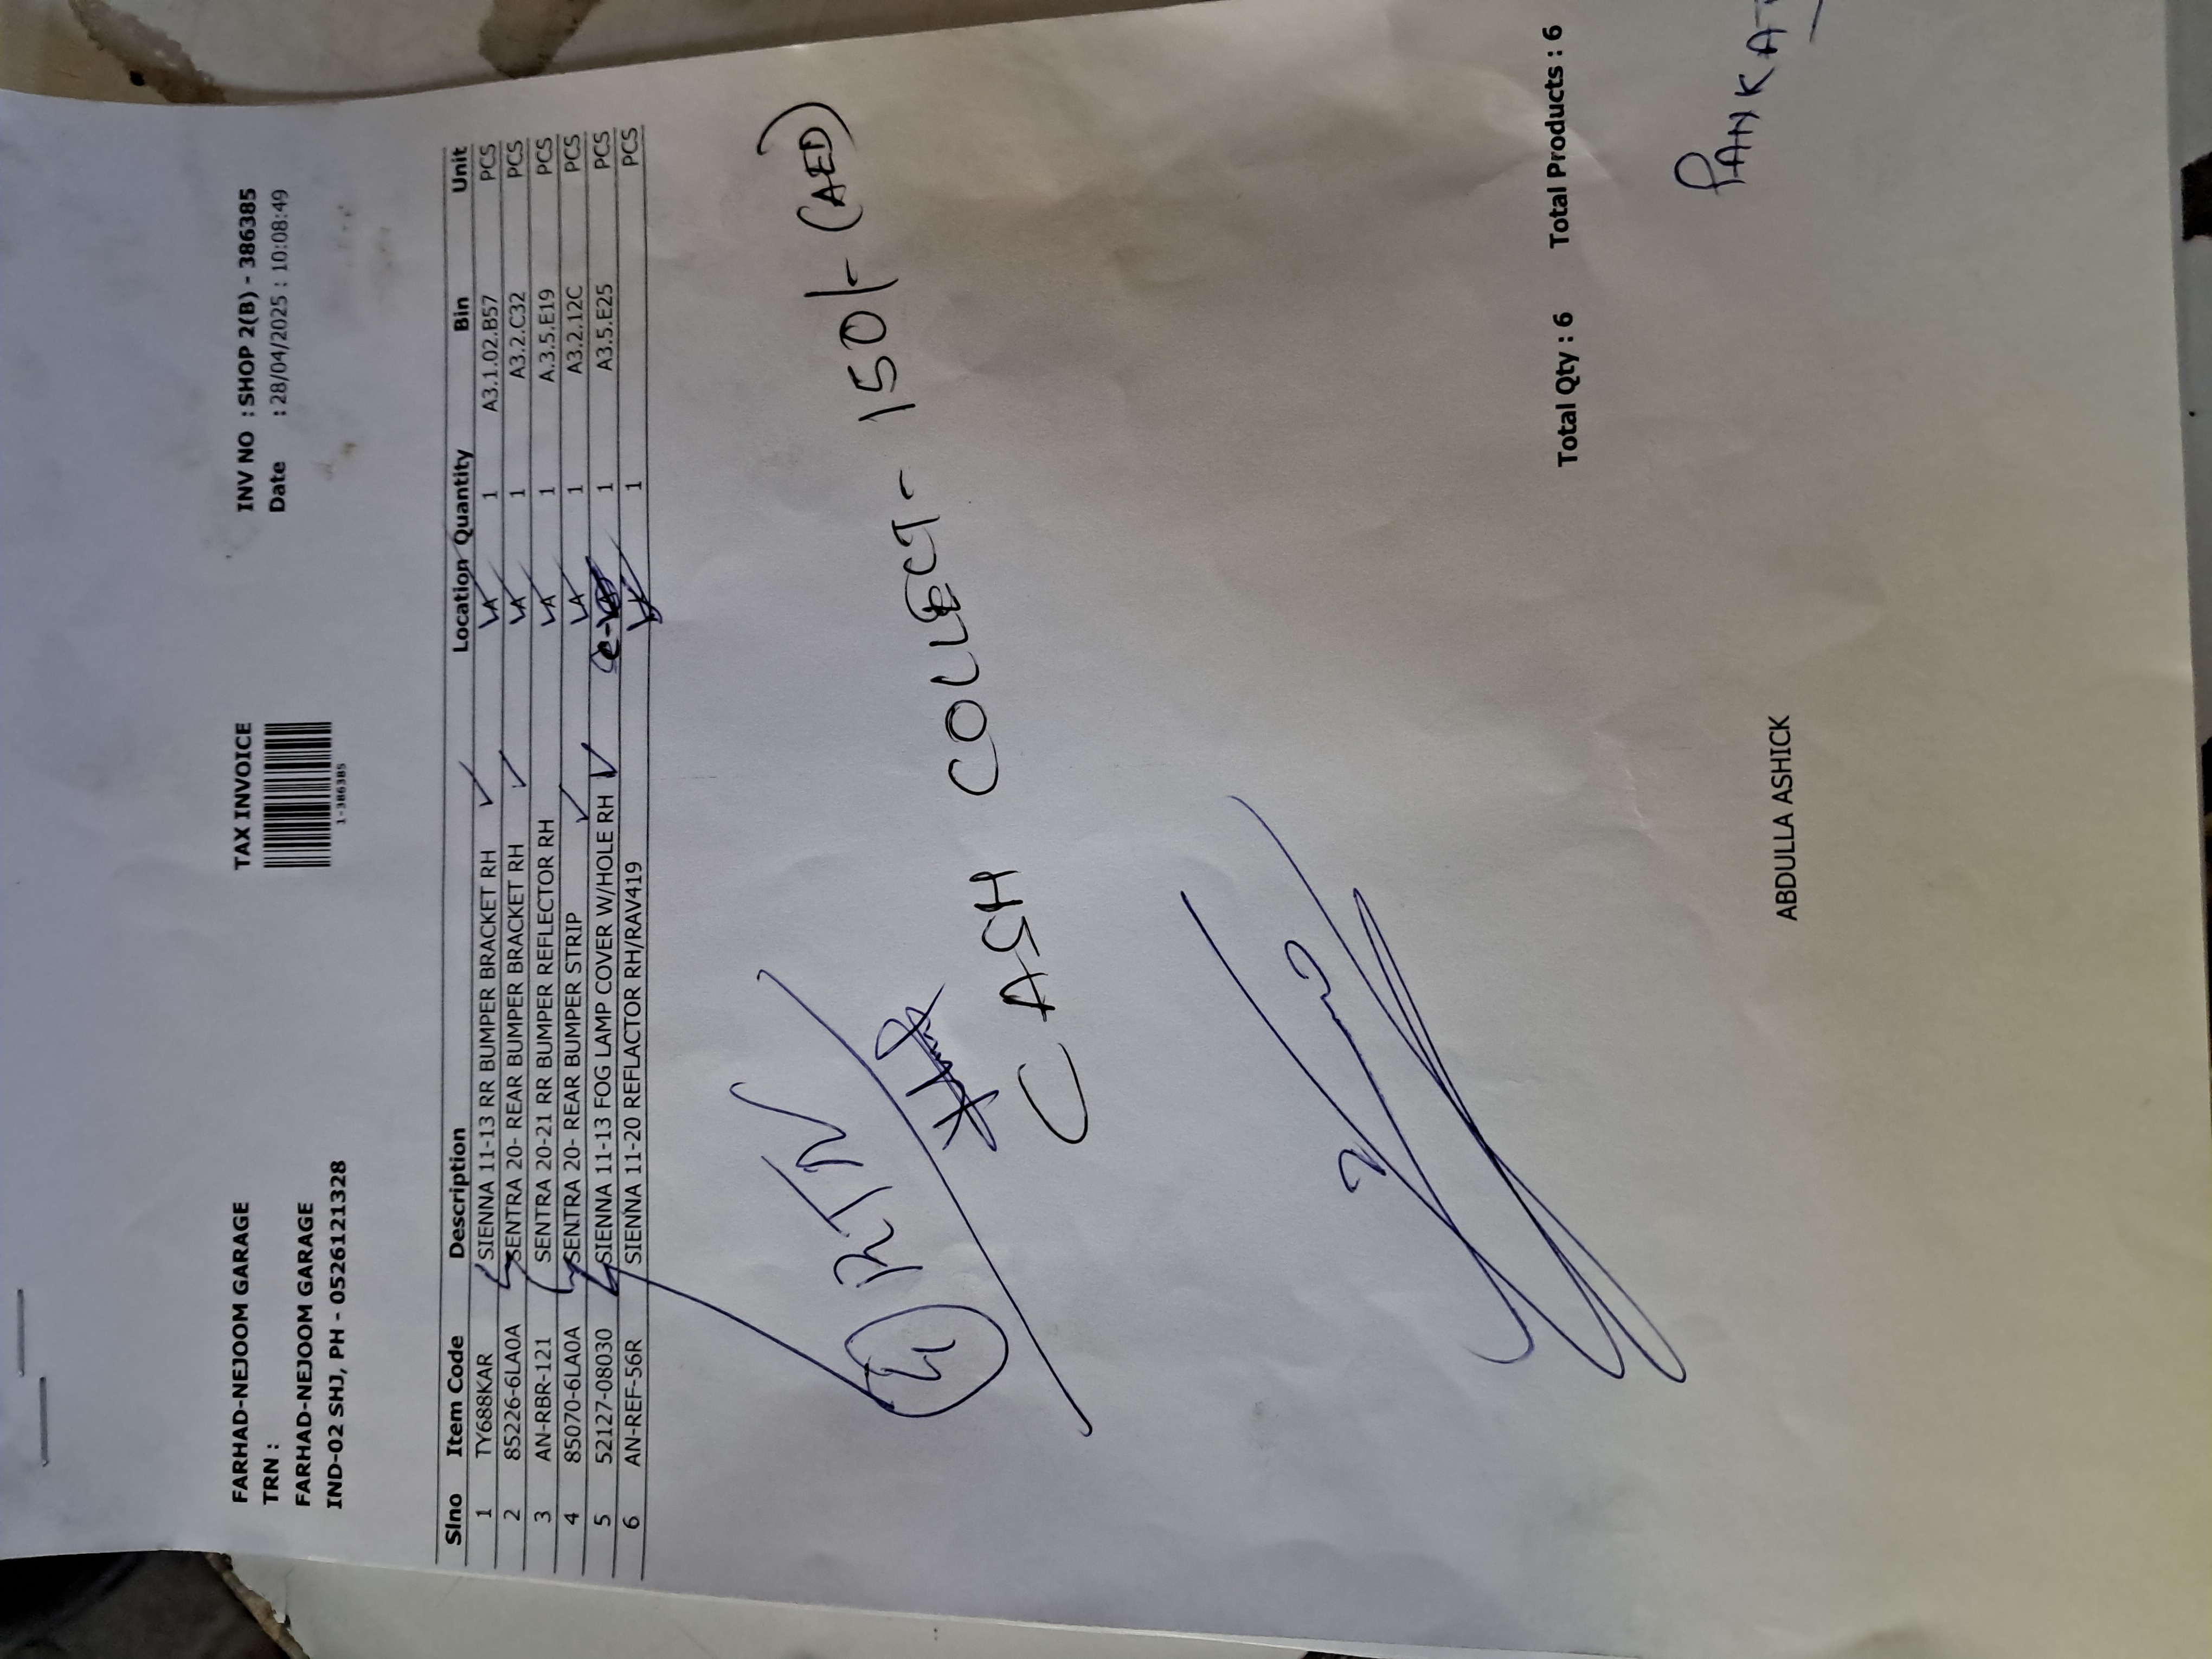 FARHAD-NEJOOM GARAGE TAX INVOICE INV NO : SHOP 2(B) - 386385
TRN : Date : 28/04/2025 : 10:08:49
FARHAD-NEJOOM GARAGE
IND-02 SHJ, PH - 0526121328 1-386385
Slno Item Code Description Location Quantity Bin Unit
1 TY688KAR SIENNA 11-13 RR BUMPER BRACKET RH 1 A3.1.02.B57 PCS
2 85226-6LA0A SENTRA 20- REAR BUMPER BRACKET RH 1 A3.2.C32 PCS
3 AN-RBR-121 SENTRA 20-21 RR BUMPER REFLECTOR RH 1 A.3.5.E19 PCS
4 85070-6LA0A SENTRA 20- REAR BUMPER STRIP 1 A3.2.12C PCS
5 52127-08030 SIENNA 11-13 FOG LAMP COVER W/HOLE RH 1 A3.5.E25 PCS
6 AN-REF-56R SIENNA 11-20 REFLACTOR RH/RAV419 1 PCS
RTN
CASH COLLECT - 150/- (AED)
Total Qty : 6 Total Products : 6
ABDULLA ASHICK